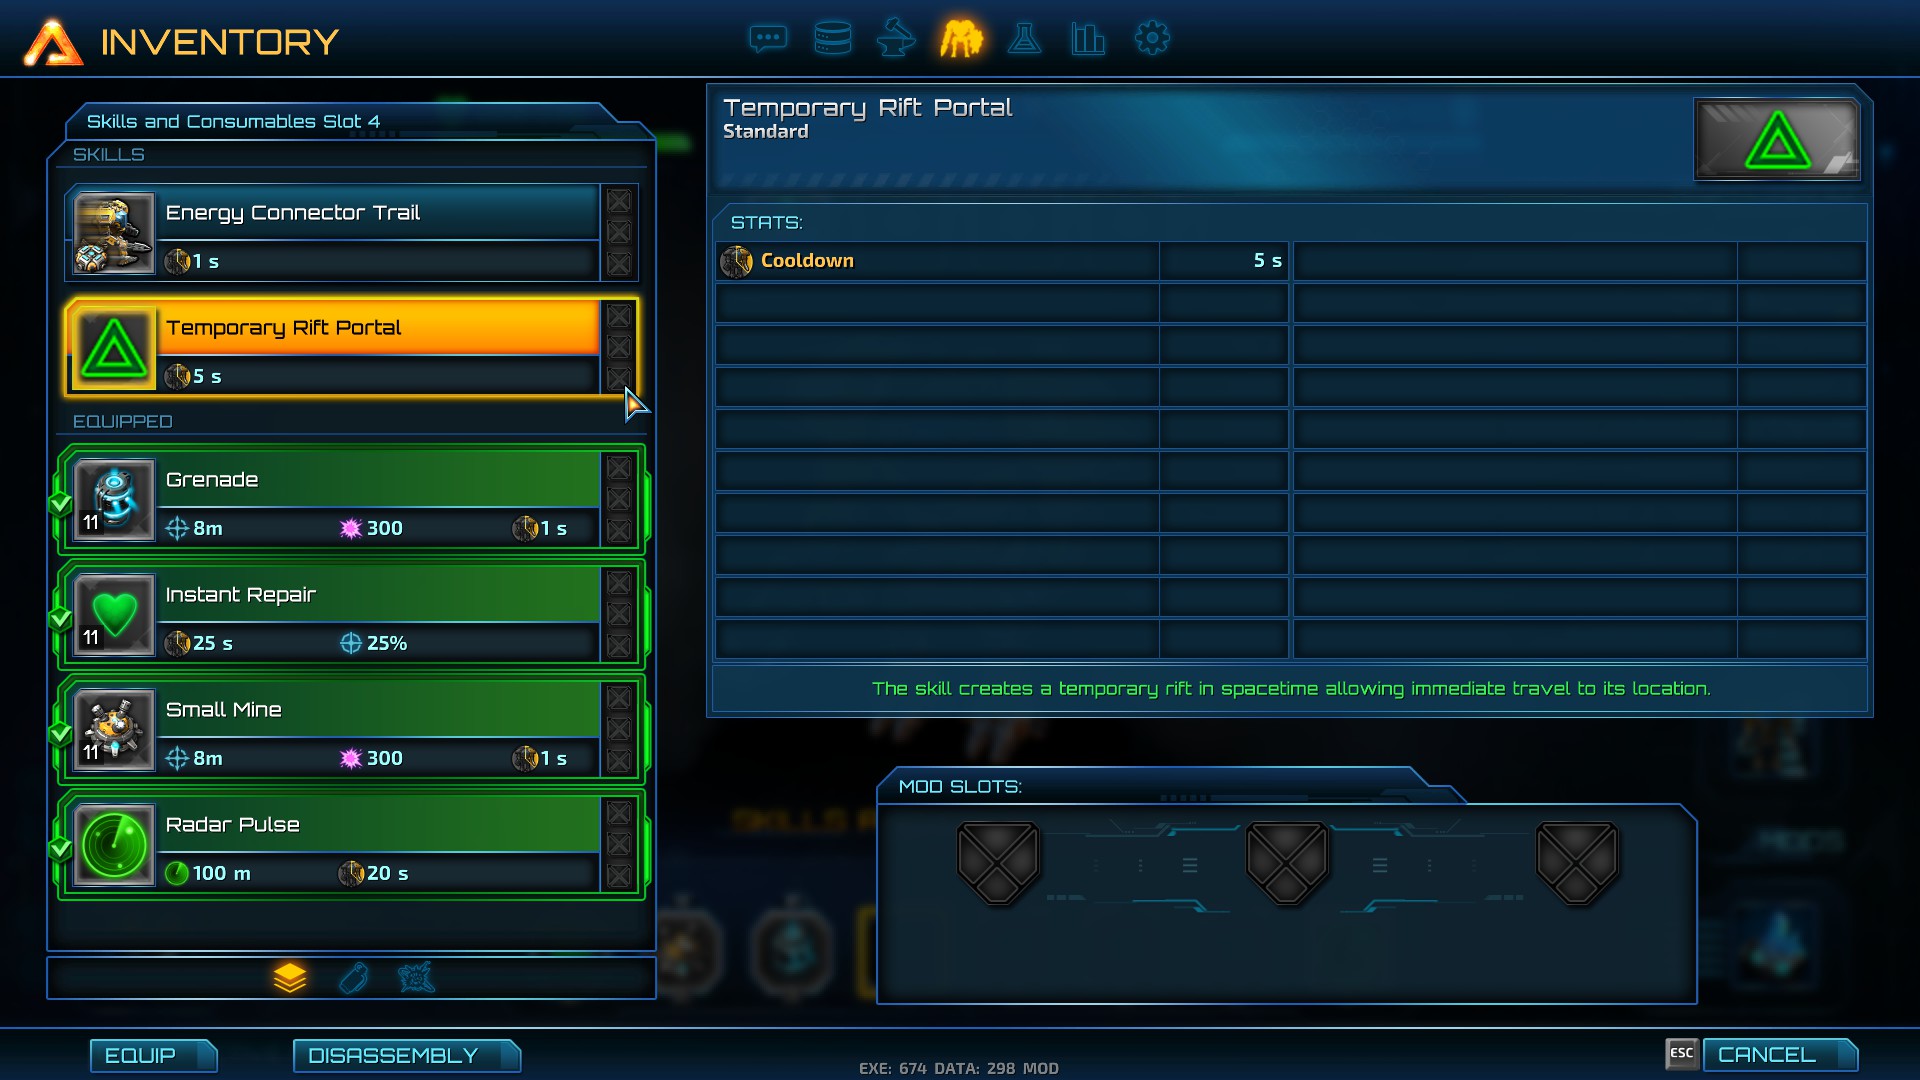 INVENTORY
Skills and Consumables Slot 4
SKILLS
Energy Connector Trail
1 s
Temporary Rift Portal
5 s
EQUIPPED
Grenade
11
8m 300 1 s
Instant Repair
11
25 s 25%
Small Mine
11
8m 300 1 s
Radar Pulse
100 m 20 s
Temporary Rift Portal
Standard
STATS:
Cooldown 5 s
The skill creates a temporary rift in spacetime allowing immediate travel to its location.
MOD SLOTS:
MODS
EQUIP
DISASSEMBLY
EXE: 674 DATA: 298 MOD
ESC CANCEL